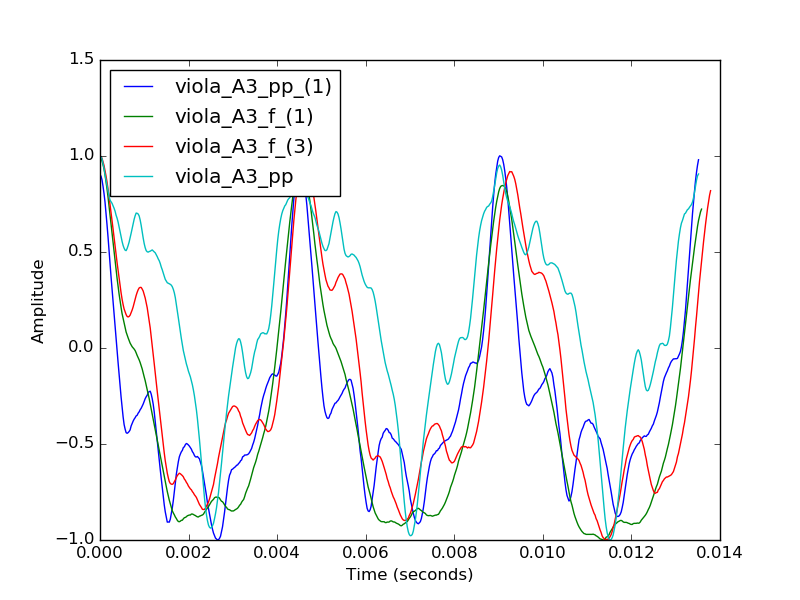 1.5
viola_A3_pp_(1)
viola_A3_f_(1)
viola_A3_f_(3)
viola_A3_pp
1.0
0.5
0.0
−0.5
−1.0
Amplitude
0.000 0.002 0.004 0.006 0.008 0.010 0.012 0.014
Time (seconds)